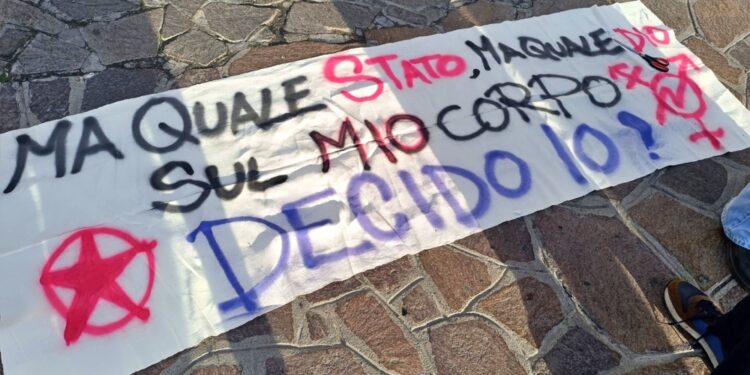 MA QUALE STATO, MA QUALE DIO
SUL MIO CORPO
DECIDO IO?